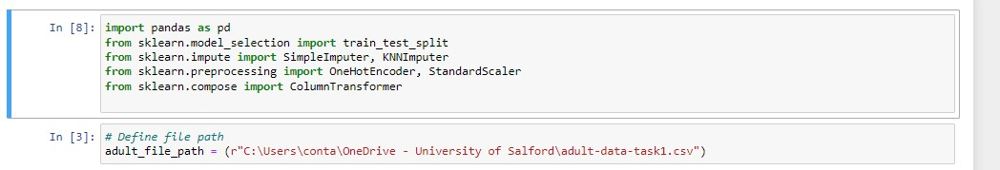 In [8]: import pandas as pd
from sklearn.model_selection import train_test_split
from sklearn.impute import SimpleImputer, KNNImputer
from sklearn.preprocessing import OneHotEncoder, StandardScaler
from sklearn.compose import ColumnTransformer
In [3]: # Define file path
adult_file_path = (r"C:\Users\conta\OneDrive - University of Salford\adult-data-task1.csv")